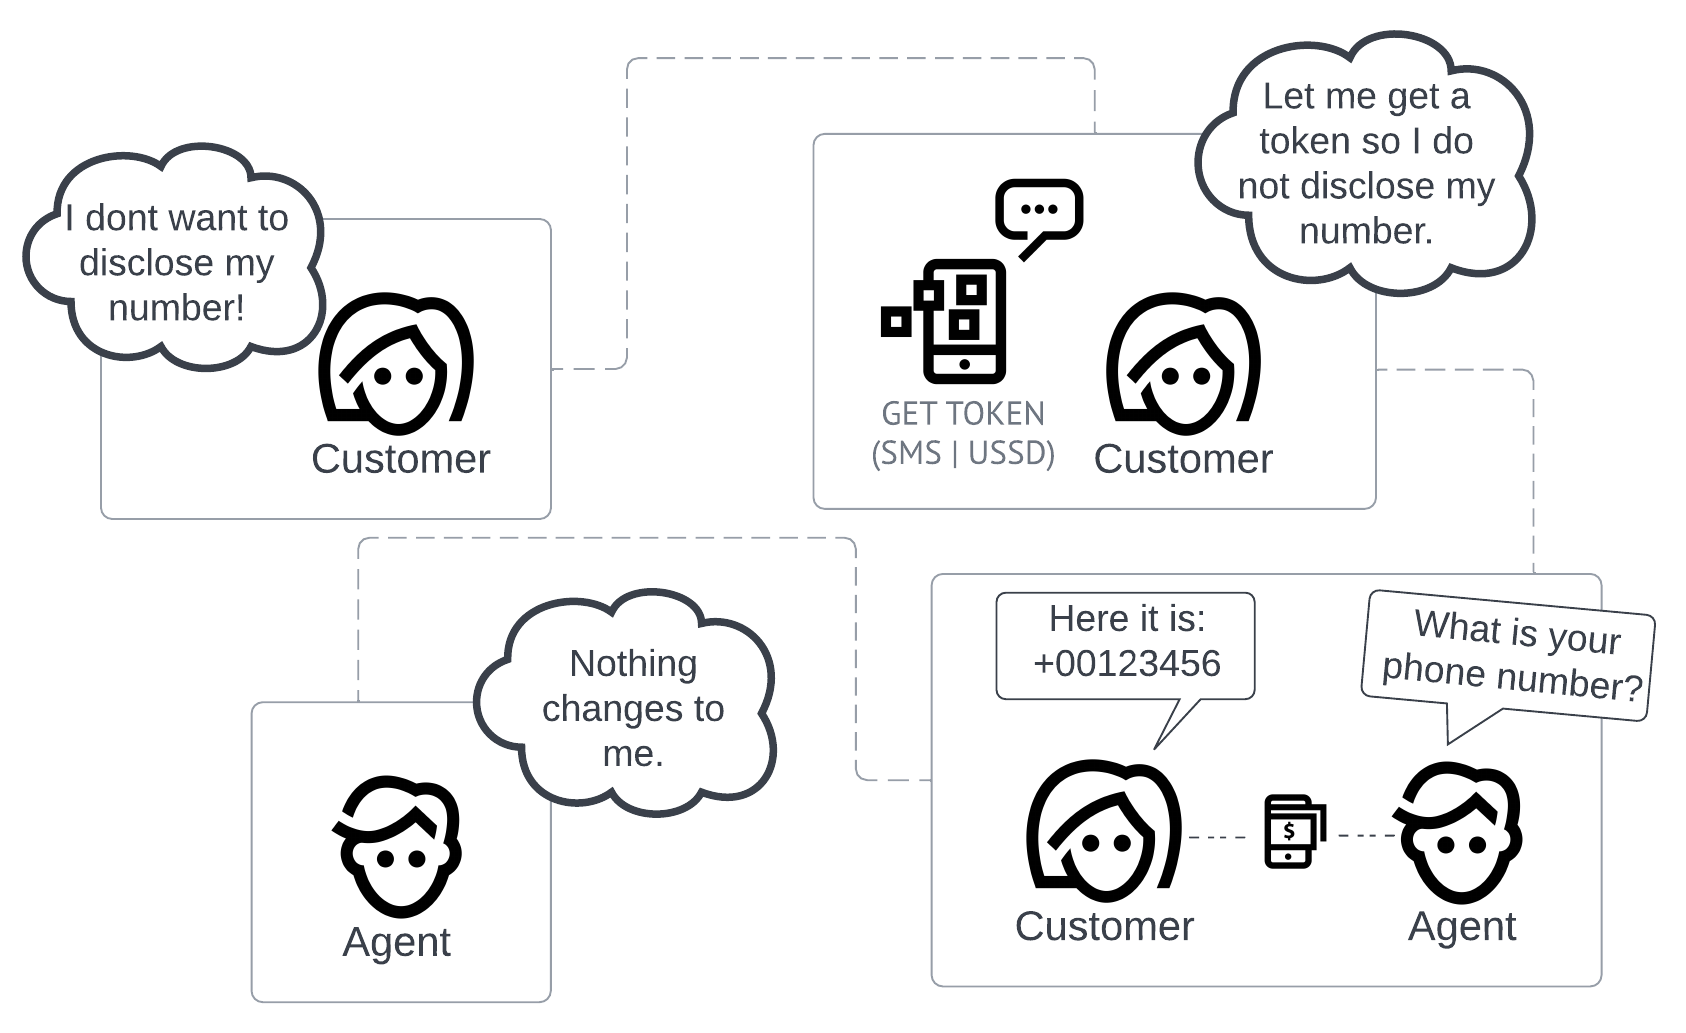 I dont want to
disclose my
number!
Customer
Let me get a
token so I do
not disclose my
number.
GET TOKEN
(SMS | USSD)
Customer
Here it is:
+00123456
What is your
phone number?
$
Customer
Agent
Nothing
changes to
me.
Agent